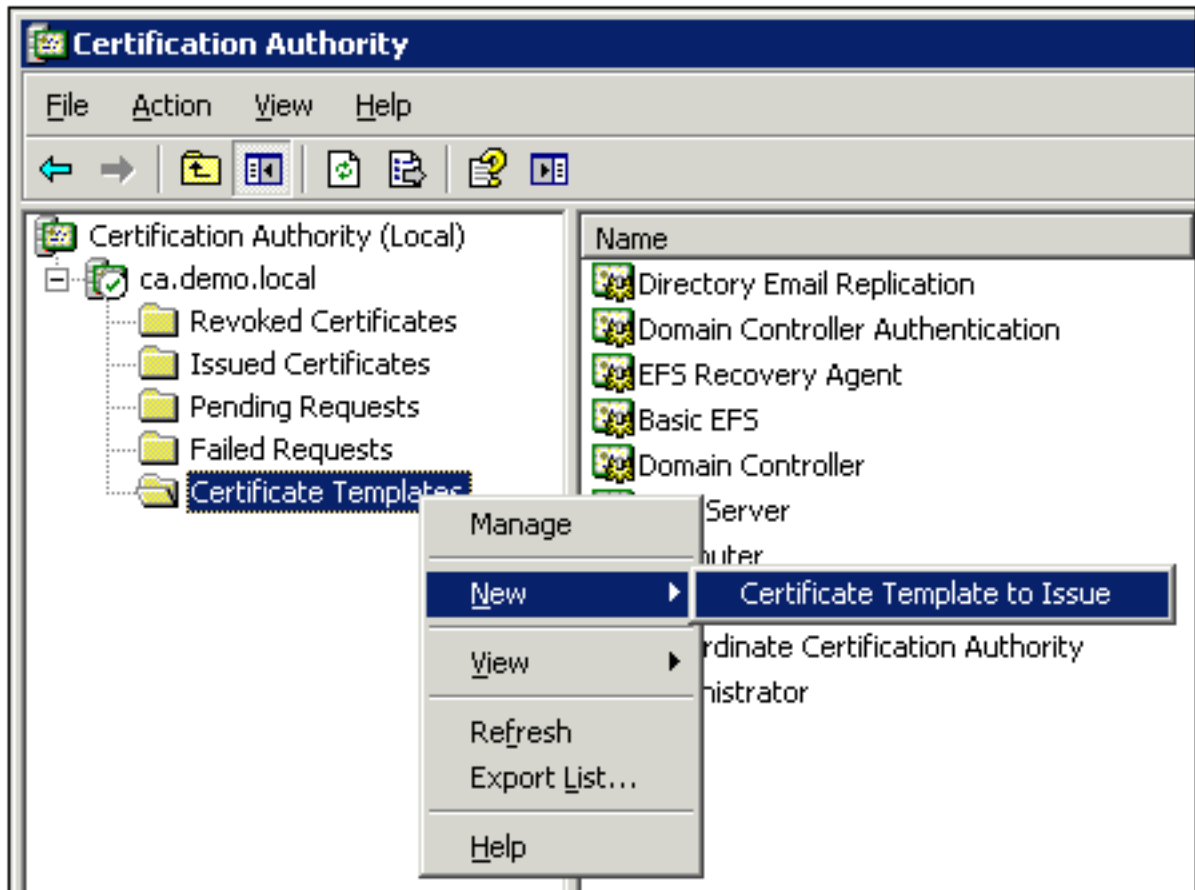 Certification Authority
File Action View Help
Certification Authority (Local)
ca.demo.local
Revoked Certificates
Issued Certificates
Pending Requests
Failed Requests
Certificate Templates
Name
Directory Email Replication
Domain Controller Authentication
EFS Recovery Agent
Basic EFS
Domain Controller
Server
Manage
New
Certificate Template to Issue
View
Refresh
Export List...
Help
Certification Authority